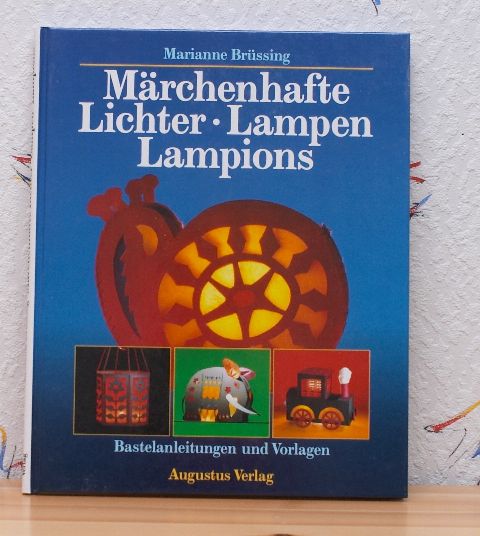 Marianne Brüssing
Märchenhafte
Lichter • Lampen
Lampions
Bastelanleitungen und Vorlagen
Augustus Verlag